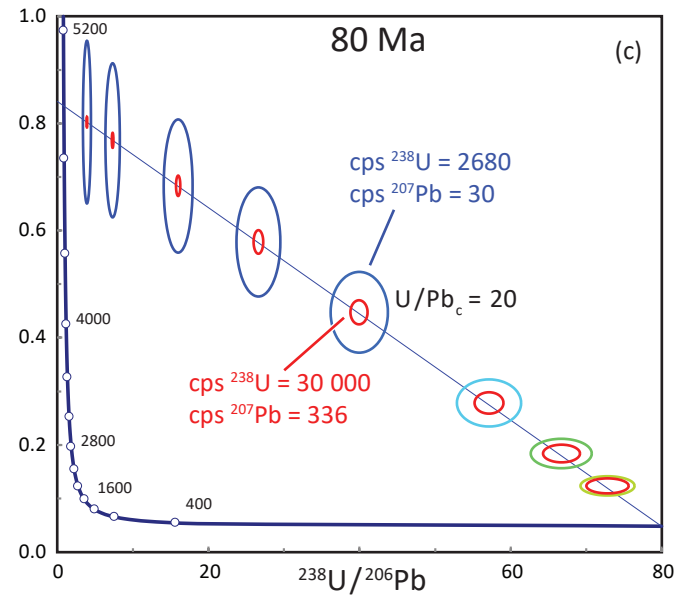 80 Ma
(c)
1.0
0.8
0.6
0.4
0.2
0.0
5200
4000
2800
1600
400
cps ²³⁸U = 2680
cps ²⁰⁷Pb = 30
U/Pb꜀ = 20
cps ²³⁸U = 30 000
cps ²⁰⁷Pb = 336
0
20
60
80
²³⁸U/²⁰⁶Pb